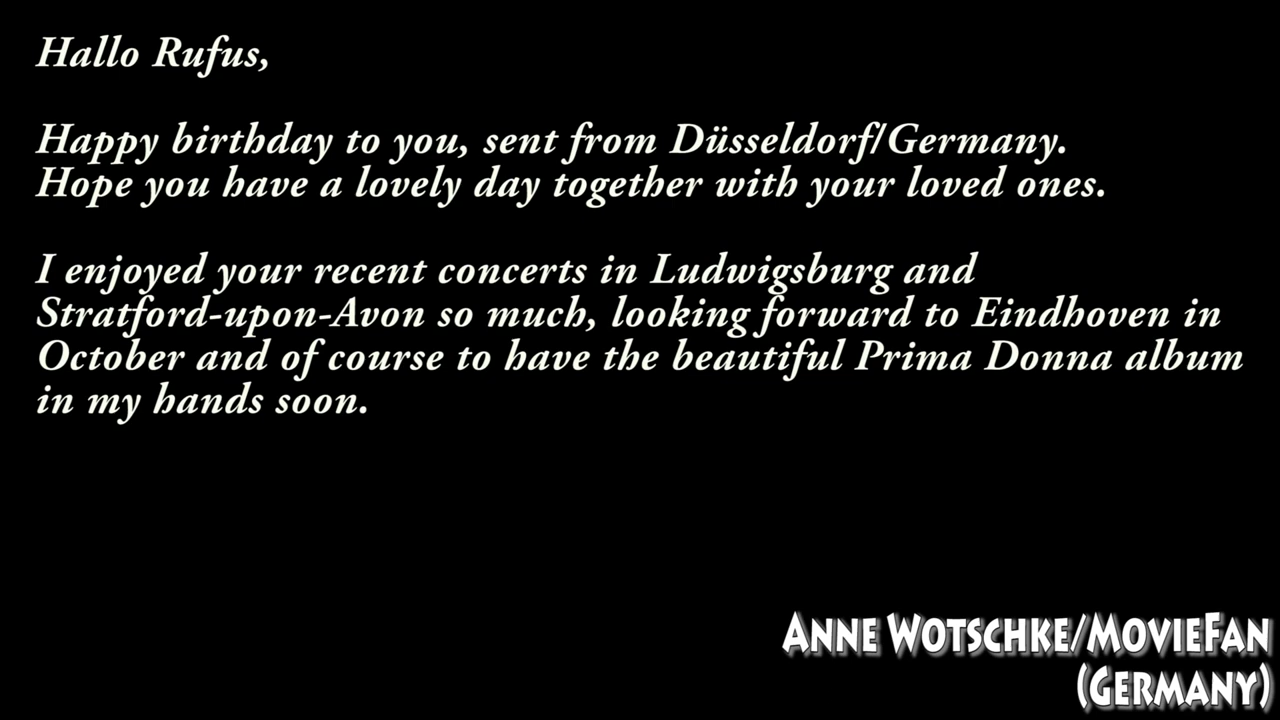 Hallo Rufus,
Happy birthday to you, sent from Düsseldorf/Germany.
Hope you have a lovely day together with your loved ones.
I enjoyed your recent concerts in Ludwigsburg and
Stratford-upon-Avon so much, looking forward to Eindhoven in
October and of course to have the beautiful Prima Donna album
in my hands soon.
ANNE WOTSCHKE/MOVIEFAN
(GERMANY)